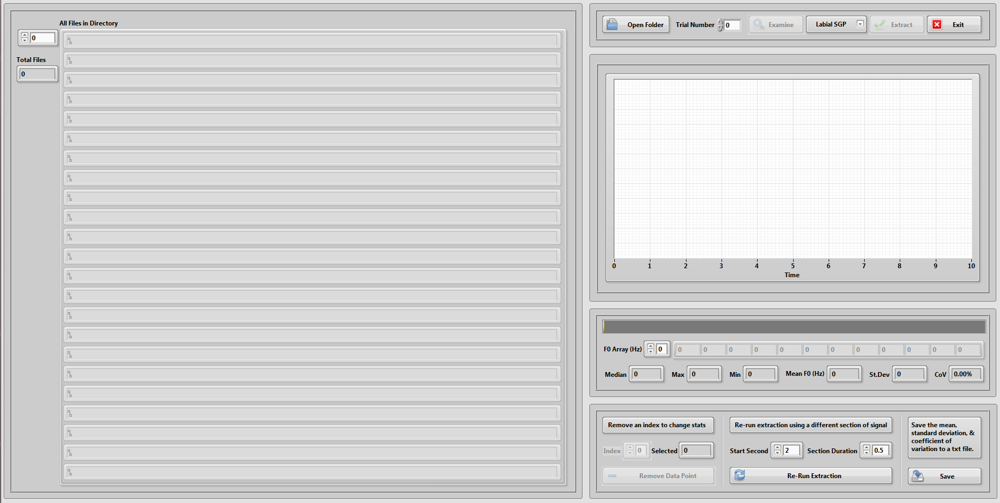 All Files in Directory
0
Total Files
0
Open Folder
Trial Number 0
Examine
Labial SGP
Extract
Exit
0 1 2 3 4 5 6 7 8 9 10
Time
F0 Array (Hz) 0 0 0 0 0 0 0 0 0 0 0 0 0
Median 0 Max 0 Min 0 Mean F0 (Hz) 0 St.Dev 0 CoV 0.00%
Remove an index to change stats
Index 0 Selected 0
Remove Data Point
Re-run extraction using a different section of signal
Start Second 2 Section Duration 0.5
Re-Run Extraction
Save the mean,
standard deviation, &
coefficient of
variation to a txt file.
Save